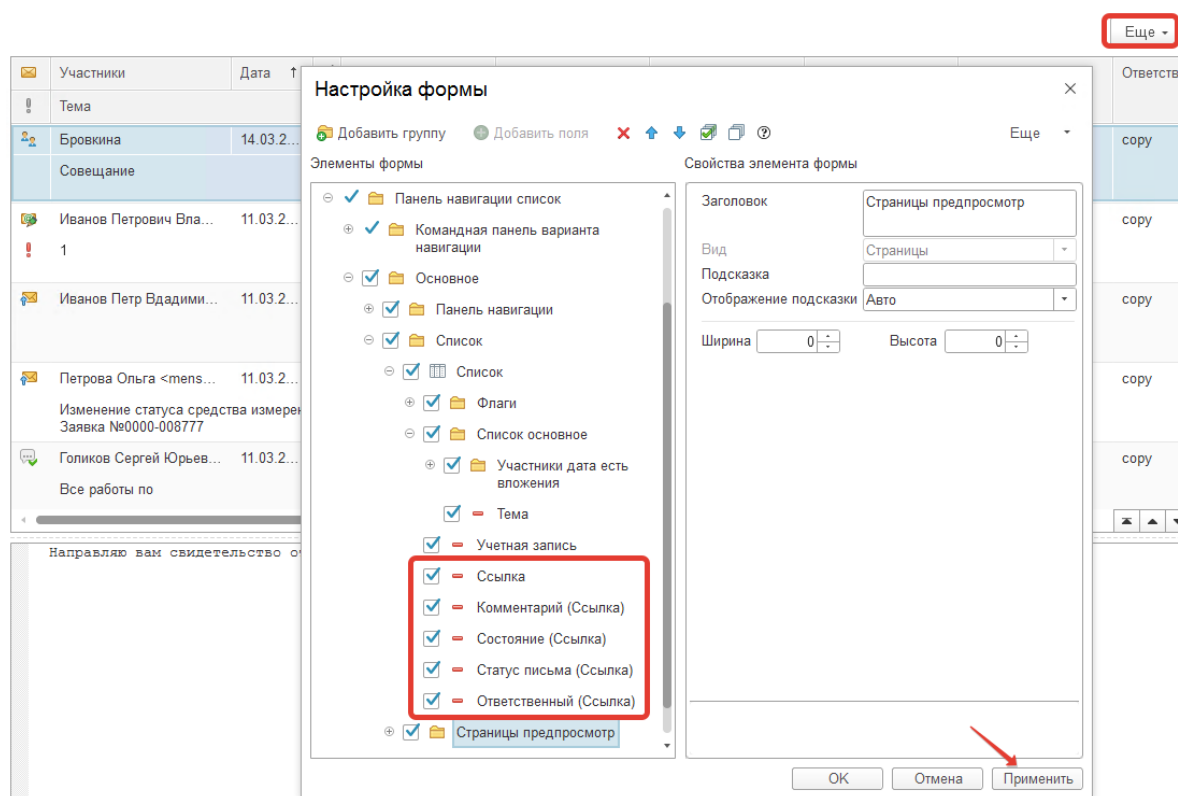 Еще
Участники
Дата ↑
Тема
Ответств
Бровкина
14.03.2...
Совещание
copy
Иванов Петрович Вла...
11.03.2...
1
copy
Иванов Петр Вдадими...
11.03.2...
copy
Петрова Ольга <mens...
11.03.2...
Изменение статуса средства измерен
Заявка №0000-008777
copy
Голиков Сергей Юрьев...
11.03.2...
Все работы по
copy
Направляю вам свидетельство о
Настройка формы
Добавить группу
Добавить поля
Еще
Элементы формы
Свойства элемента формы
Панель навигации список
Командная панель варианта
навигации
Основное
Панель навигации
Список
Список
Флаги
Список основное
Участники дата есть
вложения
Тема
Учетная запись
Ссылка
Комментарий (Ссылка)
Состояние (Ссылка)
Статус письма (Ссылка)
Ответственный (Ссылка)
Страницы предпросмотр
Заголовок
Страницы предпросмотр
Вид
Страницы
Подсказка
Отображение подсказки
Авто
Ширина
0
Высота
0
OK
Отмена
Применить